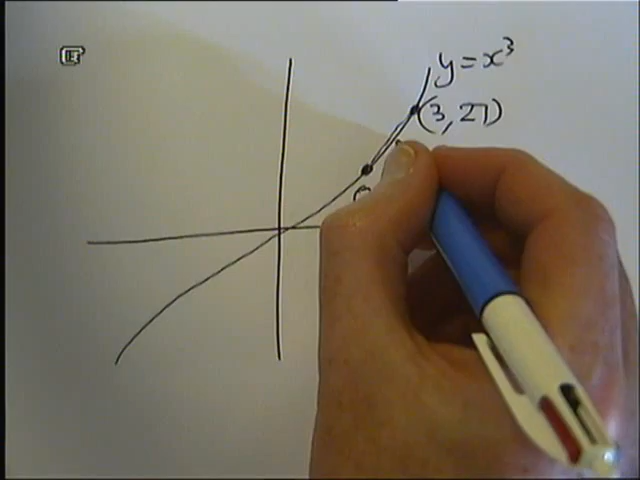 y = x³
(3, 27)